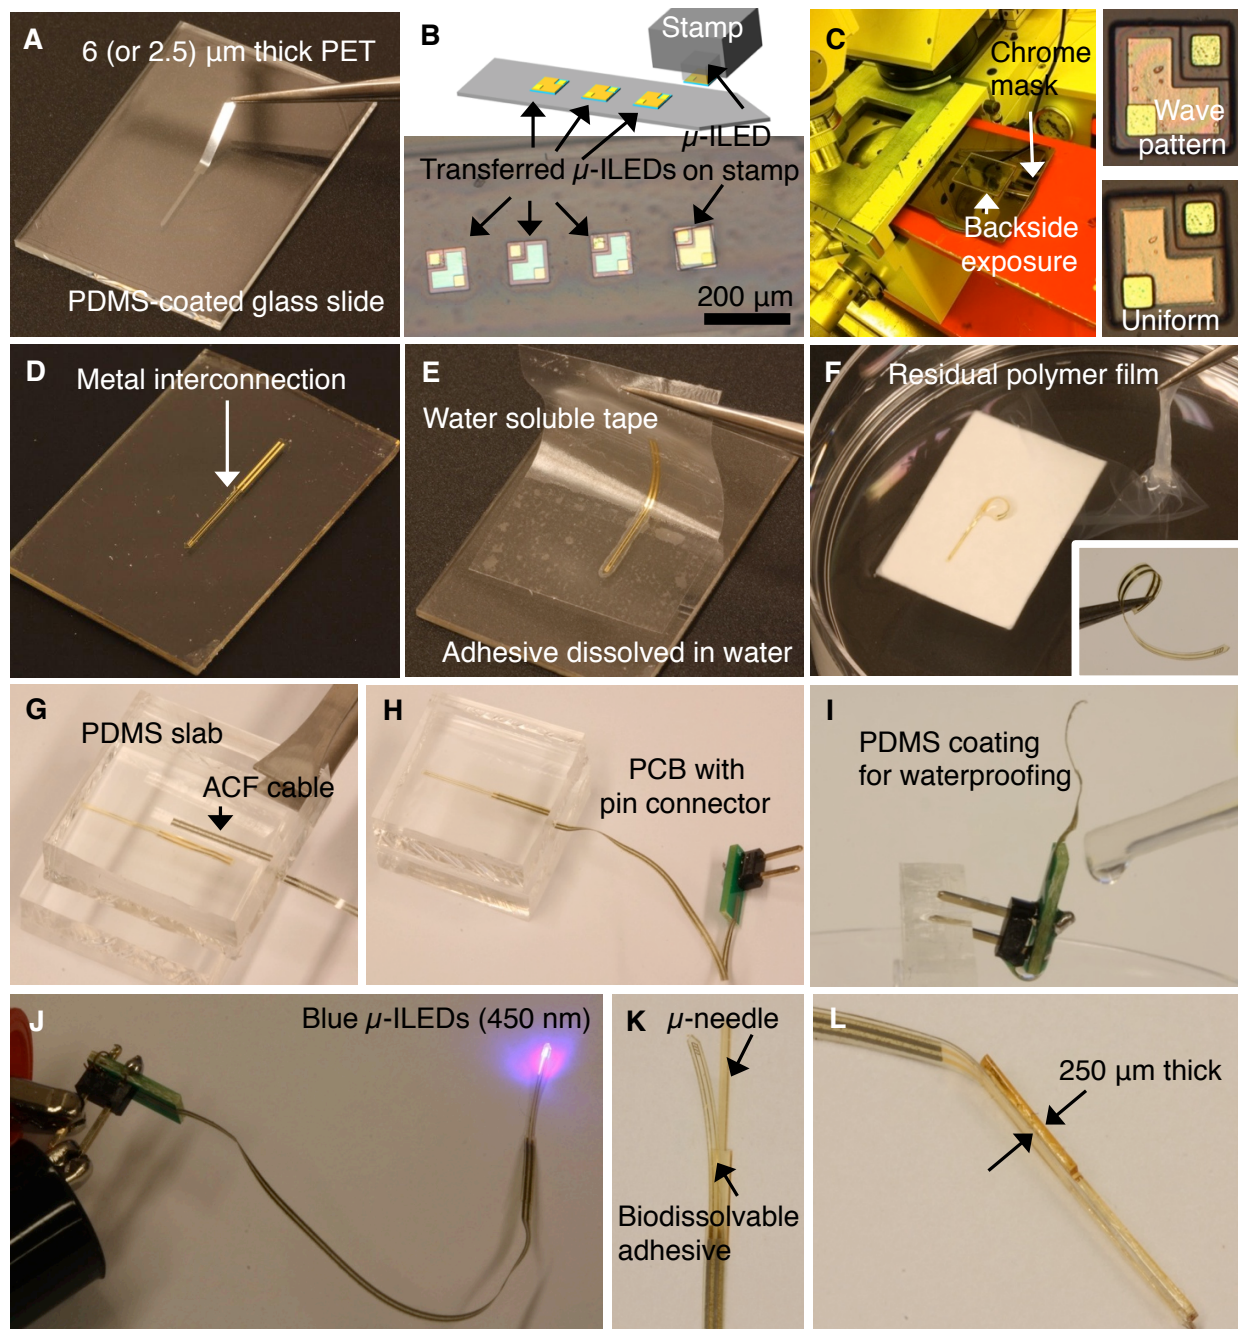 A
6 (or 2.5) μm thick PET
PDMS-coated glass slide
B
Stamp
μ-ILED
on stamp
Transferred μ-ILEDs
200 μm
C
Chrome
mask
Backside
exposure
Wave
pattern
Uniform
D
Metal interconnection
E
Water soluble tape
Adhesive dissolved in water
F
Residual polymer film
G
PDMS slab
ACF cable
H
PCB with
pin connector
I
PDMS coating
for waterproofing
J
Blue μ-ILEDs (450 nm)
K
μ-needle
Biodissolvable
adhesive
L
250 μm thick